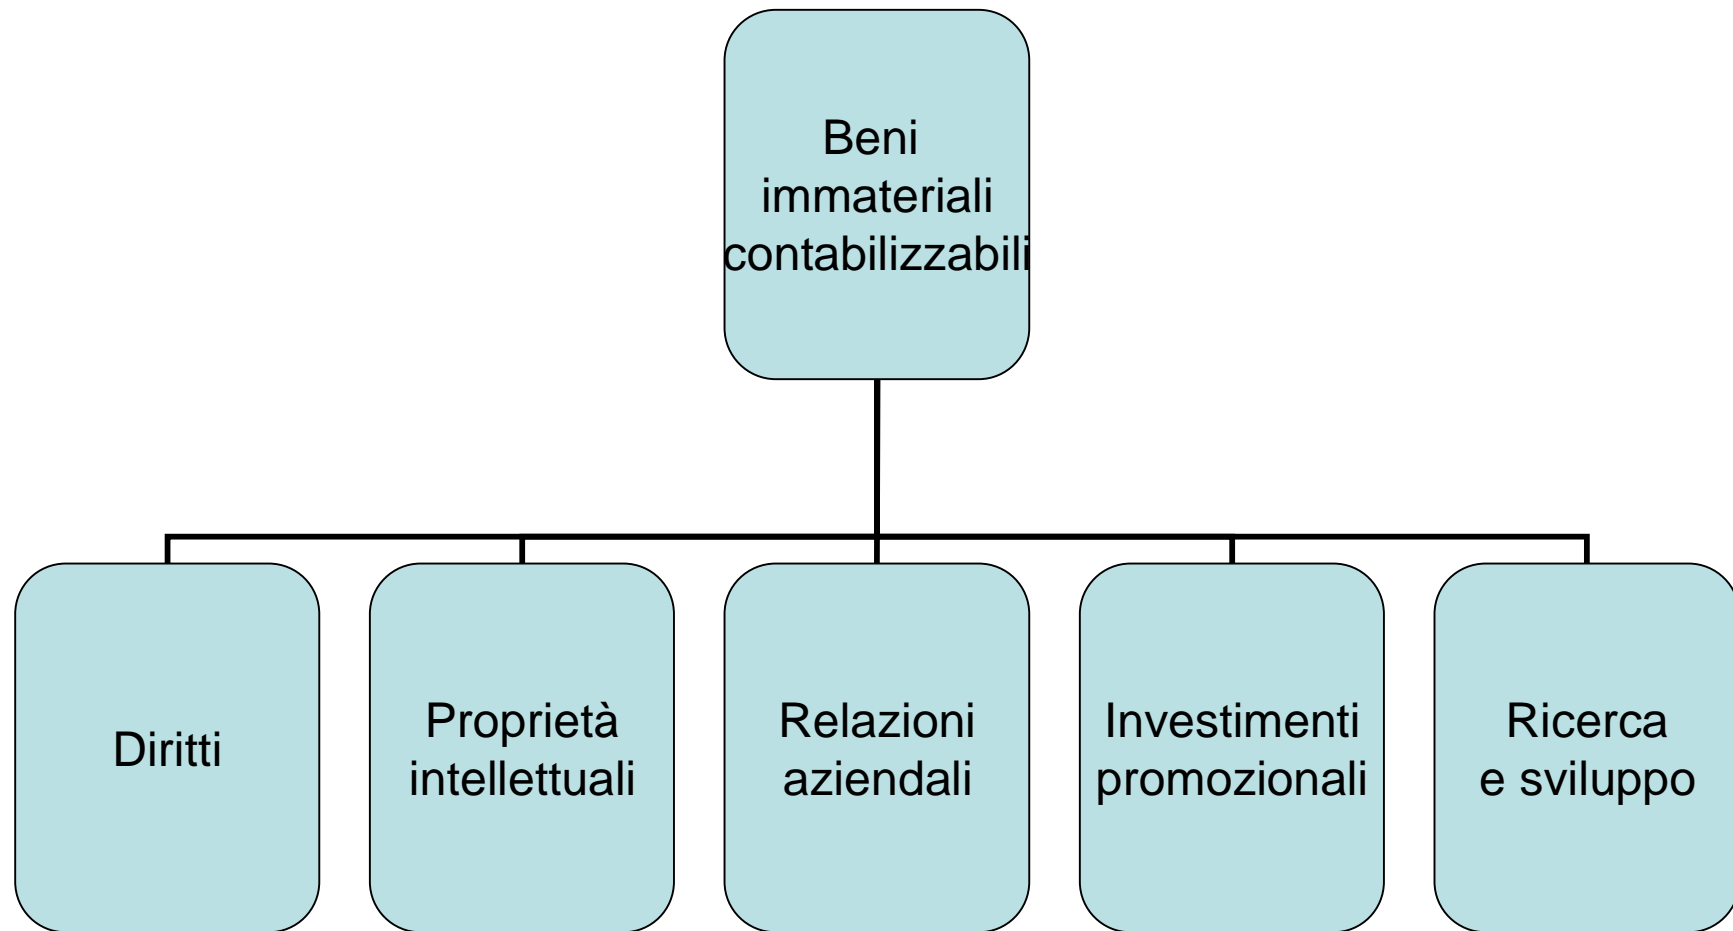 Beni
immateriali
contabilizzabili
Diritti
Proprietà
intellettuali
Relazioni
aziendali
Investimenti
promozionali
Ricerca
e sviluppo